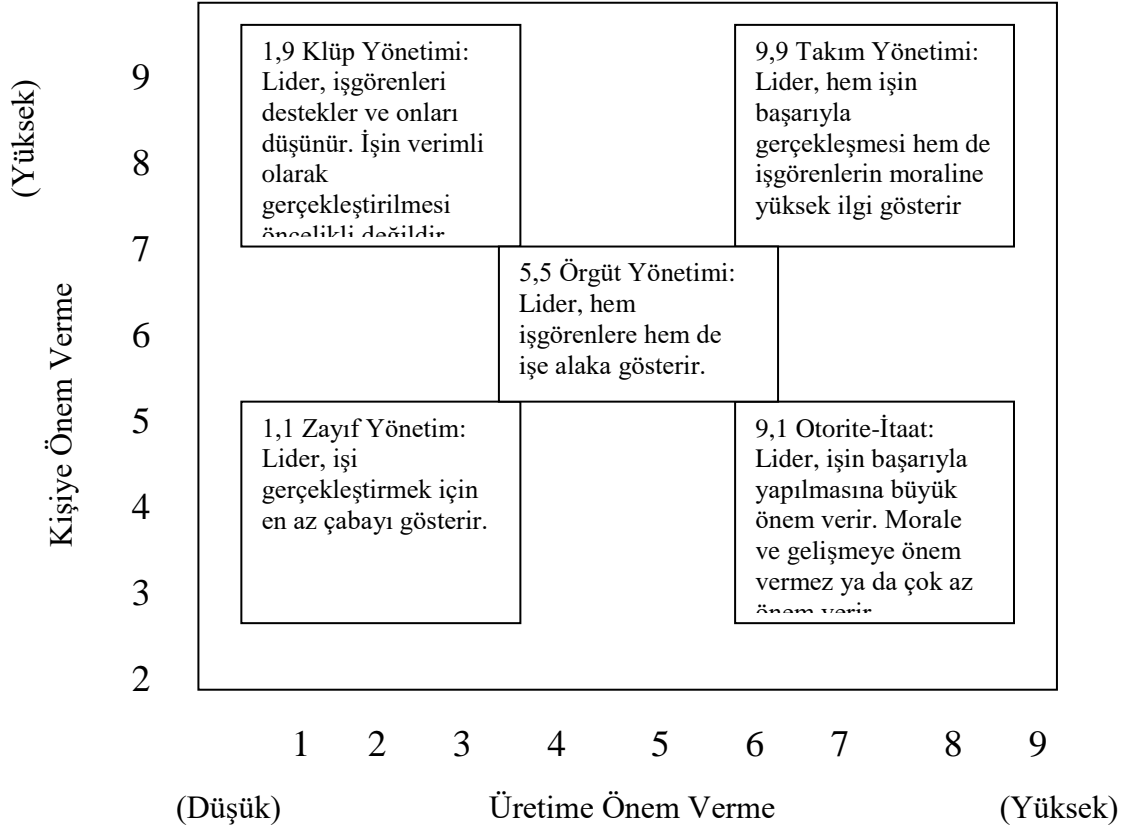 (Yüksek)
Kişiye Önem Verme
9
8
7
6
5
4
3
2
1,9 Klüp Yönetimi:
Lider, işgörenleri
destekler ve onları
düşünür. İşin verimli
olarak
gerçekleştirilmesi
öncelikli değildir
9,9 Takım Yönetimi:
Lider, hem işin
başarıyla
gerçekleşmesi hem de
işgörenlerin moraline
yüksek ilgi gösterir
5,5 Örgüt Yönetimi:
Lider, hem
işgörenlere hem de
işe alaka gösterir.
1,1 Zayıf Yönetim:
Lider, işi
gerçekleştirmek için
en az çabayı gösterir.
9,1 Otorite-İtaat:
Lider, işin başarıyla
yapılmasına büyük
önem verir. Morale
ve gelişmeye önem
vermez ya da çok az
önem verir
1 2 3 4 5 6 7 8 9
(Düşük) Üretime Önem Verme (Yüksek)